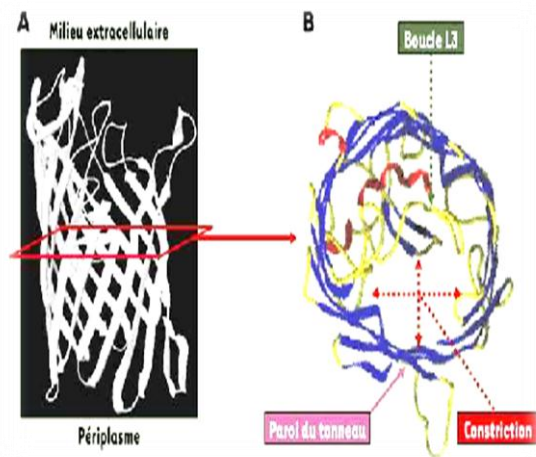 A
Milieu extracellulaire
Périplasme
B
Boucle L3
Paroi du tonneau
Constriction